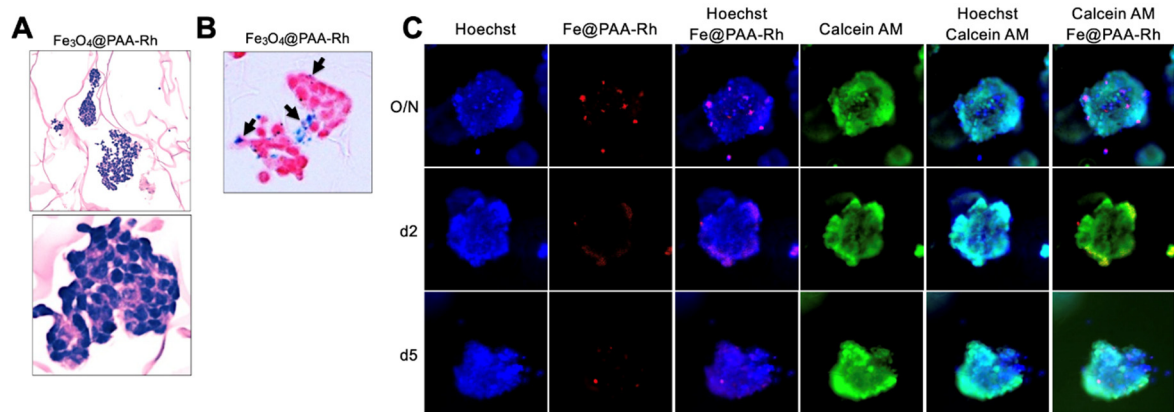 A
Fe₃O₄@PAA-Rh
B
Fe₃O₄@PAA-Rh
C
Hoechst
Fe@PAA-Rh
Hoechst
Fe@PAA-Rh
Calcein AM
Hoechst
Calcein AM
Calcein AM
Fe@PAA-Rh
O/N
d2
d5